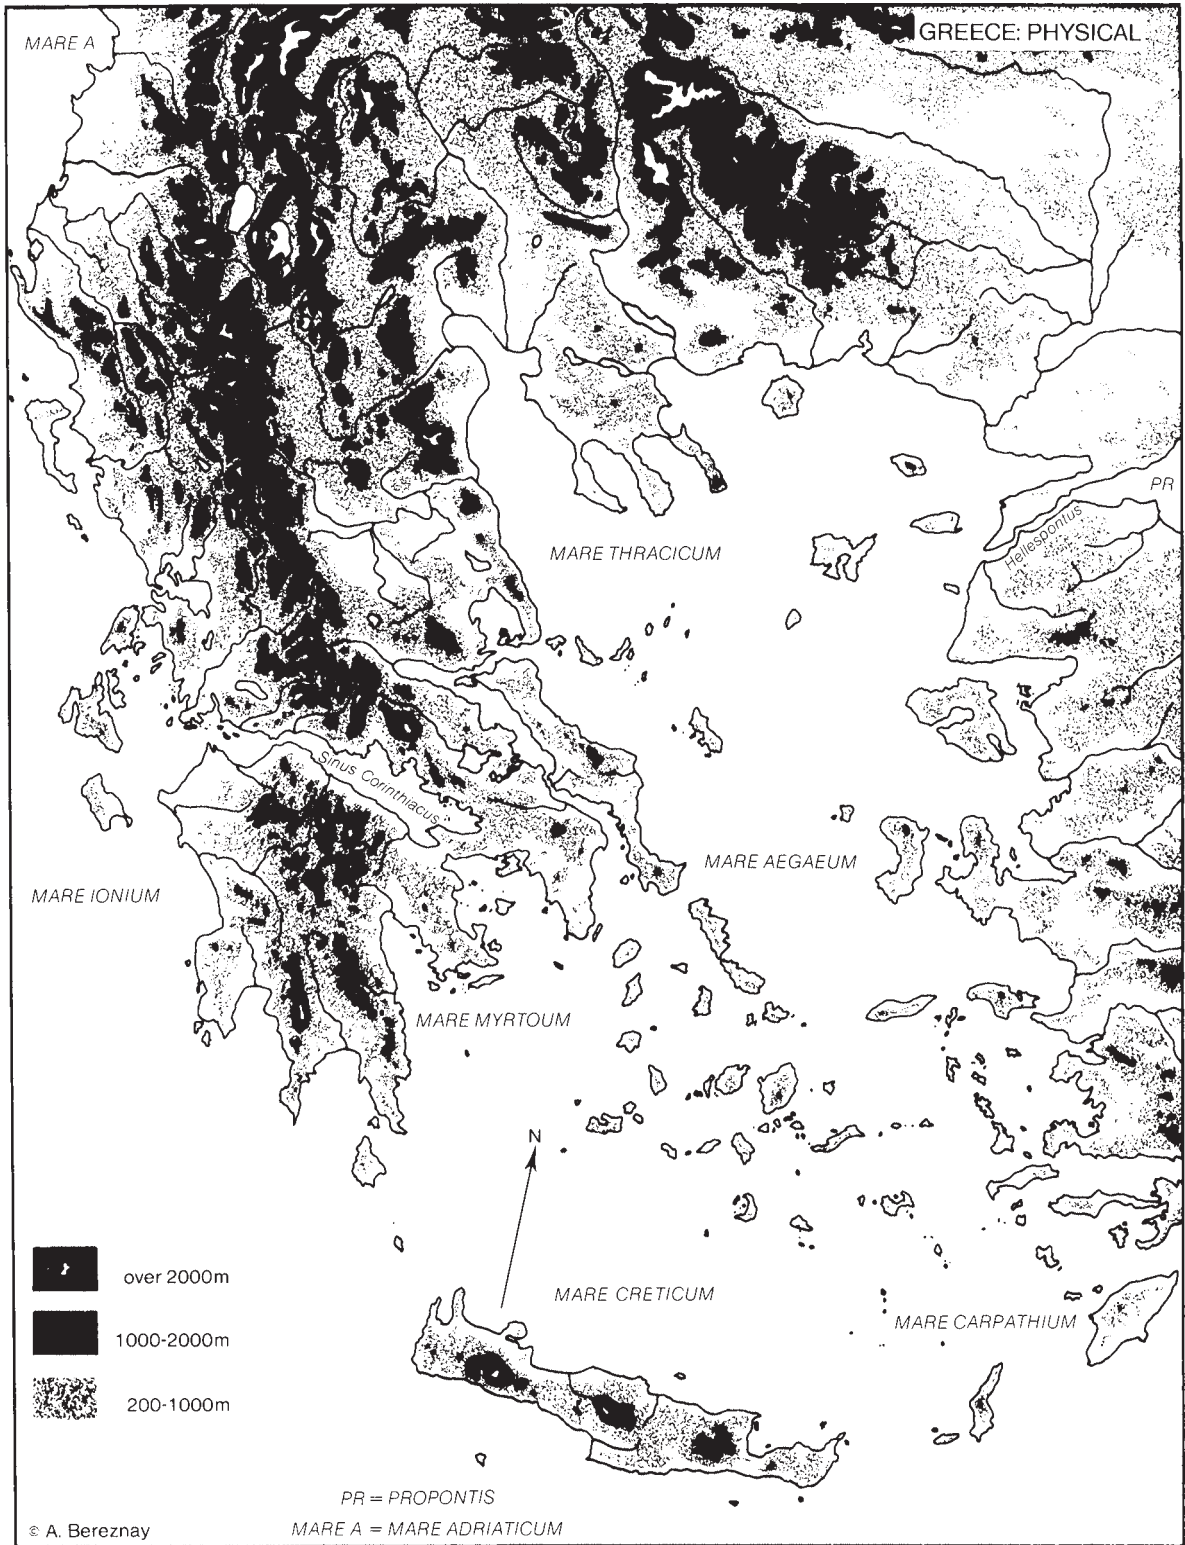 MARE A
GREECE: PHYSICAL
PR
Hellespontus
MARE THRACICUM
Sinus Corinthiacus
MARE AEGAEUM
MARE IONIUM
MARE MYRTOUM
N
over 2000m
MARE CRETICUM
MARE CARPATHIUM
1000-2000m
200-1000m
PR = PROPONTIS
© A. Bereznay
MARE A = MARE ADRIATICUM